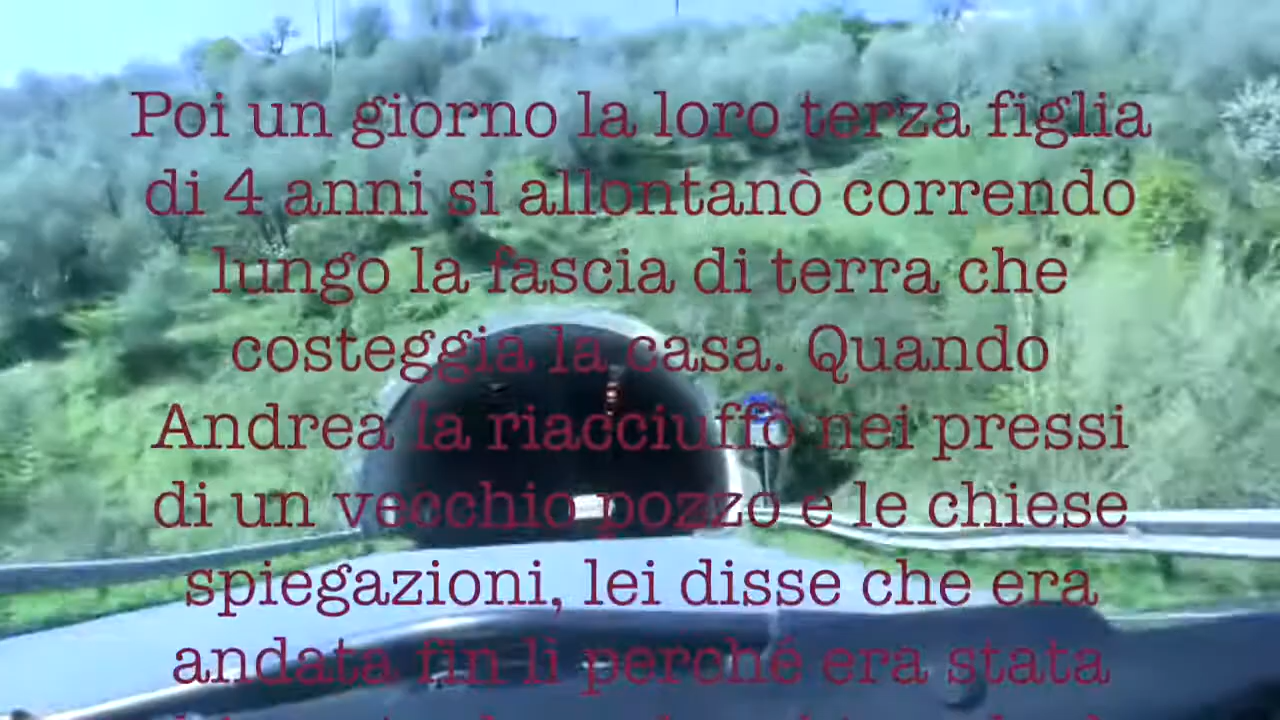 Poi un giorno la loro terza figlia
di 4 anni si allontanò correndo
lungo la fascia di terra che
costeggia la casa. Quando
Andrea la riacciuffò nei pressi
di un vecchio pozzo e le chiese
spiegazioni, lei disse che era
andata fin lì perché era stata